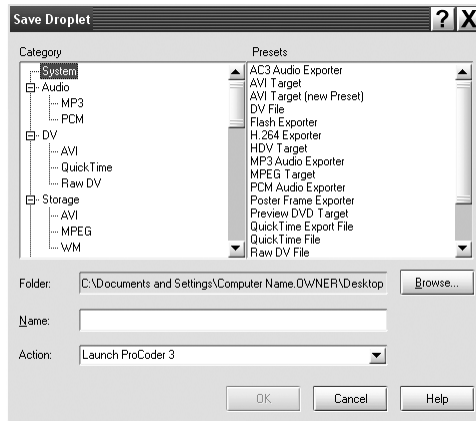 Save Droplet
? X
Category
System
Audio
MP3
PCM
DV
AVI
QuickTime
Raw DV
Storage
AVI
MPEG
WM
Presets
AC3 Audio Exporter
AVI Target
AVI Target (new Preset)
DV File
Flash Exporter
H.264 Exporter
HDV Target
MP3 Audio Exporter
MPEG Target
PCM Audio Exporter
Poster Frame Exporter
Preview DVD Target
QuickTime Export File
QuickTime File
Raw DV File
Folder: C:\Documents and Settings\Computer Name.OWNER\Desktop Browse...
Name:
Action: Launch ProCoder 3
OK Cancel Help